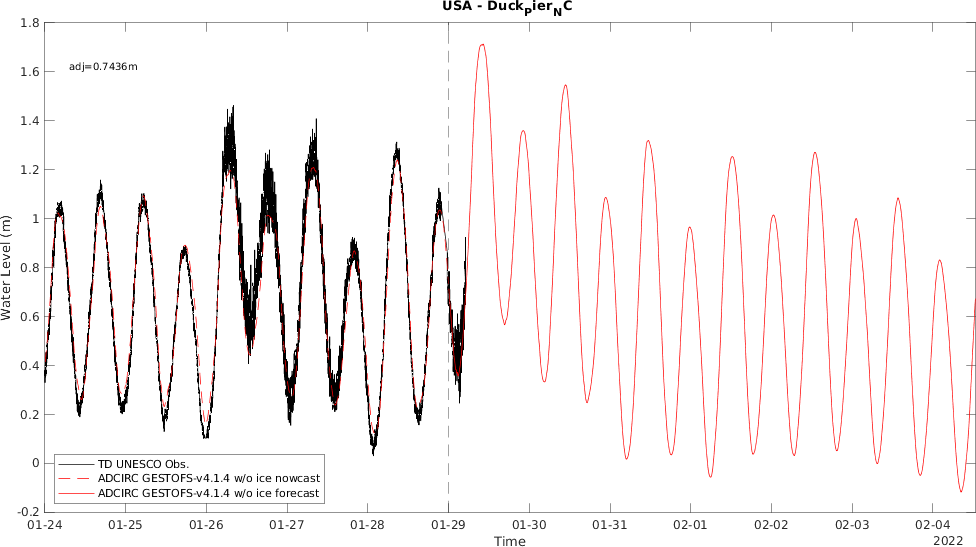 USA - DuckPierNC
1.8
adj=0.7436m
1.6
1.4
1.2
1
0.8
0.6
0.4
0.2
0
-0.2
Water Level (m)
TD UNESCO Obs.
ADCIRC GESTOFS-v4.1.4 w/o ice nowcast
ADCIRC GESTOFS-v4.1.4 w/o ice forecast
01-24 01-25 01-26 01-27 01-28 01-29 01-30 01-31 02-01 02-02 02-03 02-04
Time
2022